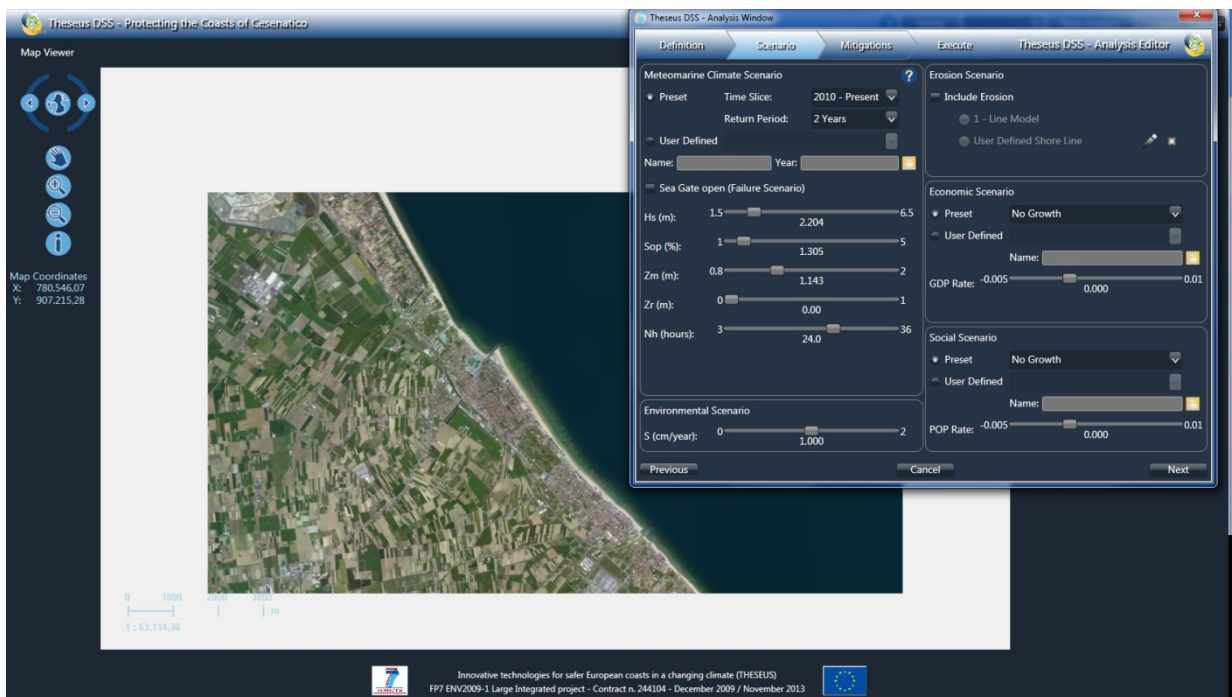 Theseus DSS - Protecting the Coasts of Cesenatico
Map Viewer
Map Coordinates
X: 780.546,07
Y: 907.215,28
0 1000 2000 3000
m
1 : 63.114,30
Theseus DSS - Analysis Window
Definition Scenario Mitigations Execute Theseus DSS - Analysis Editor
Meteomarine Climate Scenario ?
Preset Time Slice: 2010 - Present
Return Period: 2 Years
User Defined
Name: Year:
Sea Gate open (Failure Scenario)
Hs (m): 1.5 6.5
2.204
Sop (%): 1 5
1.305
Zm (m): 0.8 2
1.143
Zr (m): 0 1
0.00
Nh (hours): 3 36
24.0
Environmental Scenario
S (cm/year): 0 2
1.000
Erosion Scenario
Include Erosion
1 - Line Model
User Defined Shore Line
Economic Scenario
Preset No Growth
User Defined
Name:
GDP Rate: -0.005 0.01
0.000
Social Scenario
Preset No Growth
User Defined
Name:
POP Rate: -0.005 0.01
0.000
Previous Cancel Next
Innovative technologies for safer European coasts in a changing climate (THESEUS)
FP7 ENV2009-1 Large Integrated project - Contract n. 244104 - December 2009 / November 2013